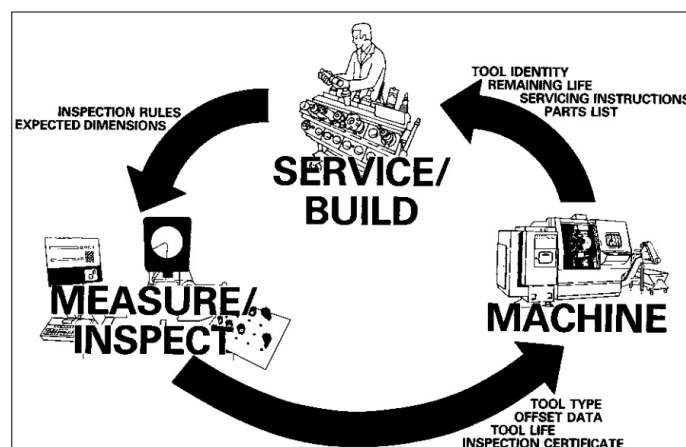 TOOL IDENTITY
REMAINING LIFE
SERVICING INSTRUCTIONS
PARTS LIST
INSPECTION RULES
EXPECTED DIMENSIONS
SERVICE/
BUILD
MEASURE/
INSPECT
MACHINE
TOOL TYPE
OFFSET DATA
TOOL LIFE
INSPECTION CERTIFICATE